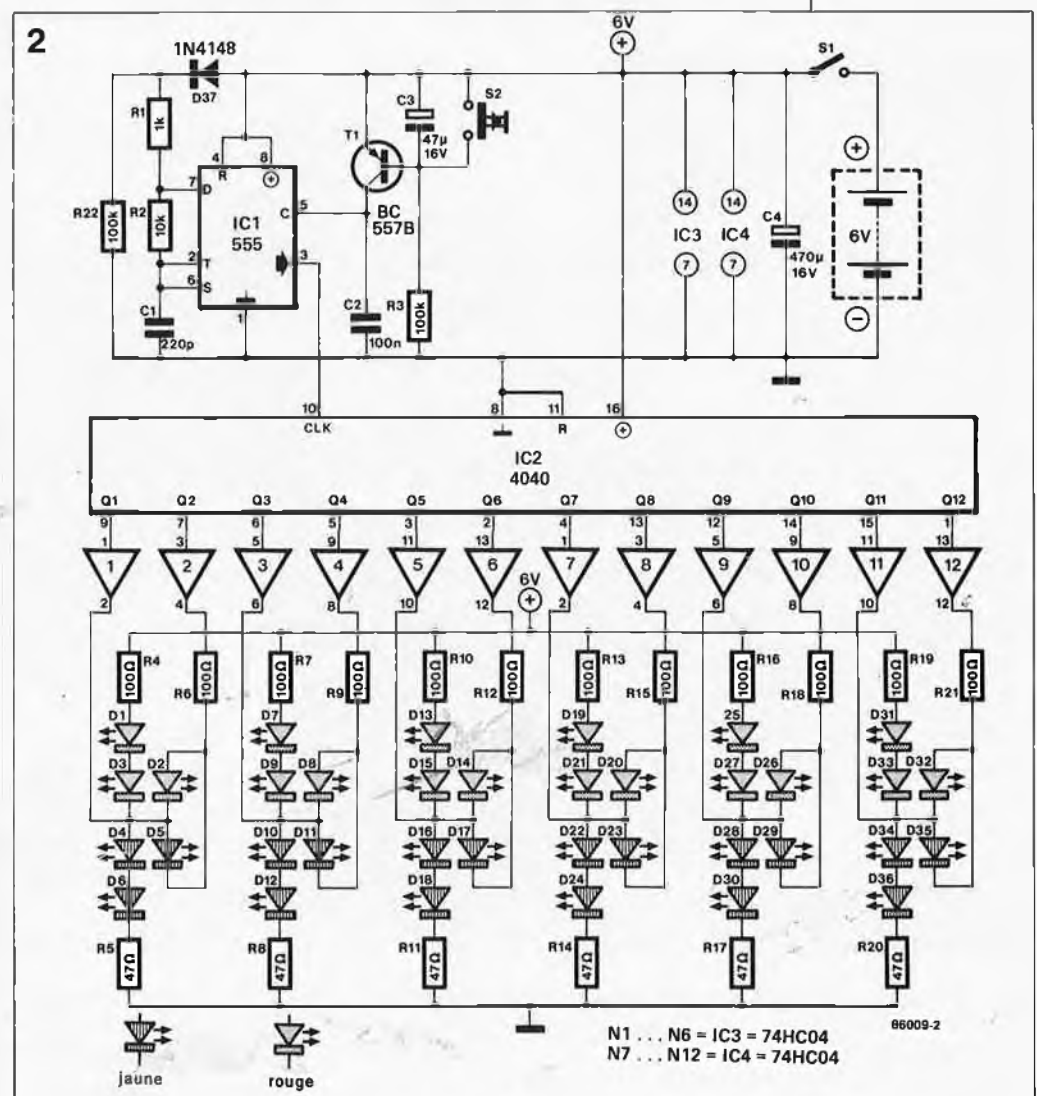 2
6V
S1
1N4148
D37
R1
1k
C3
47µ
16V
S2
T1
4
R
8
7
D
R22
100k
R2
10k
IC1
555
C
5
BC
557B
14
IC3
7
14
IC4
7
C4
470µ
16V
6V
2
T
6
S
3
1
C1
220p
C2
100n
R3
100k
10
CLK
8
11
R
16
IC2
4040
Q1 Q2 Q3 Q4 Q5 Q6 Q7 Q8 Q9 Q10 Q11 Q12
9 7 6 5 3 2 4 13 12 14 15 1
1 3 5 9 11 13 1 3 5 9 11 13
1 2 3 4 5 6 7 8 9 10 11 12
2 4 6 8 10 12 2 4 6 8 10 12
6V
R4 100Ω R6 100Ω R7 100Ω R9 100Ω R10 100Ω R12 100Ω R13 100Ω R15 100Ω R16 100Ω R18 100Ω R19 100Ω R21 100Ω
D1 D7 D13 D19 25 D31
D3 D2 D9 D8 D15 D14 D21 D20 D27 D26 D33 D32
D4 D5 D10 D11 D16 D17 D22 D23 D28 D29 D34 D35
D6 D12 D18 D24 D30 D36
R5 47Ω R8 47Ω R11 47Ω R14 47Ω R17 47Ω R20 47Ω
86009-2
N1 ... N6 = IC3 = 74HC04
N7 ... N12 = IC4 = 74HC04
jaune
rouge